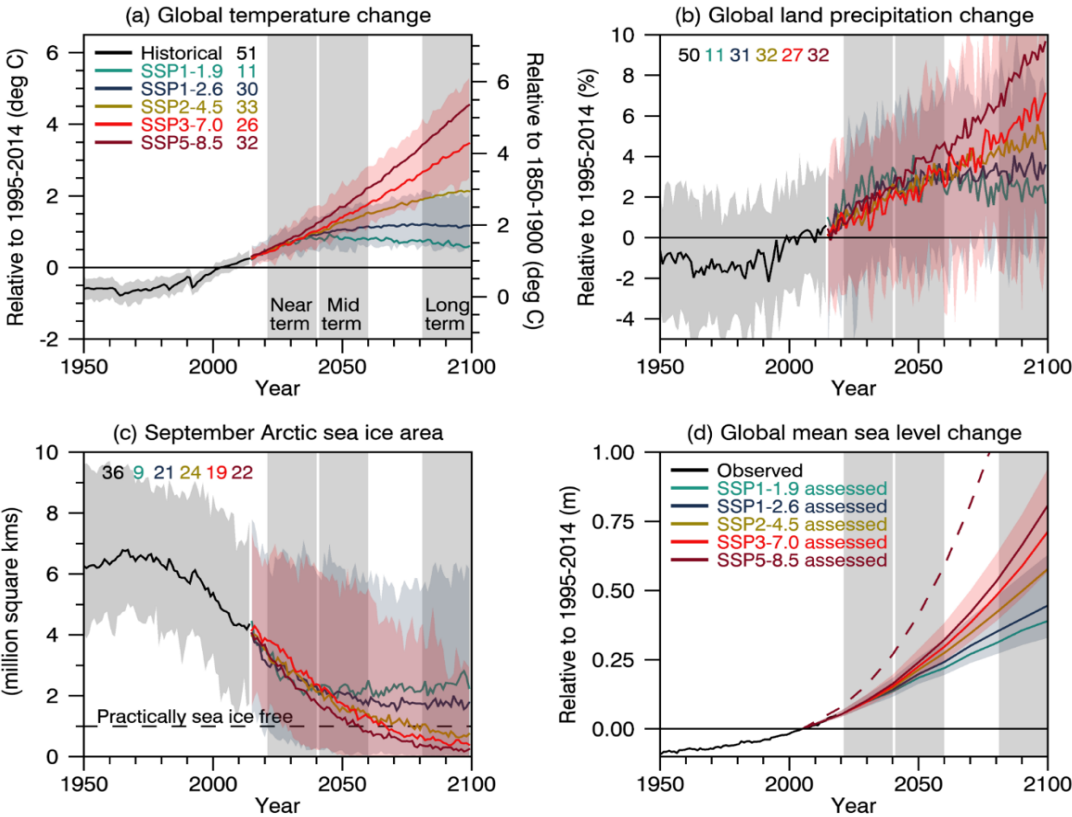 (a) Global temperature change
Relative to 1995-2014 (deg C)
6
4
2
0
-2
Historical 51
SSP1-1.9 11
SSP1-2.6 30
SSP2-4.5 33
SSP3-7.0 26
SSP5-8.5 32
Near term
Mid term
Long term
6
4
2
0
Relative to 1850-1900 (deg C)
1950 2000 2050 2100
Year
(b) Global land precipitation change
Relative to 1995-2014 (%)
10
8
6
4
2
0
-2
-4
50 11 31 32 27 32
1950 2000 2050 2100
Year
(c) September Arctic sea ice area
(million square kms)
10
8
6
4
2
0
36 9 21 24 19 22
Practically sea ice free
1950 2000 2050 2100
Year
(d) Global mean sea level change
Relative to 1995-2014 (m)
1.00
0.75
0.50
0.25
0.00
Observed
SSP1-1.9 assessed
SSP1-2.6 assessed
SSP2-4.5 assessed
SSP3-7.0 assessed
SSP5-8.5 assessed
1950 2000 2050 2100
Year